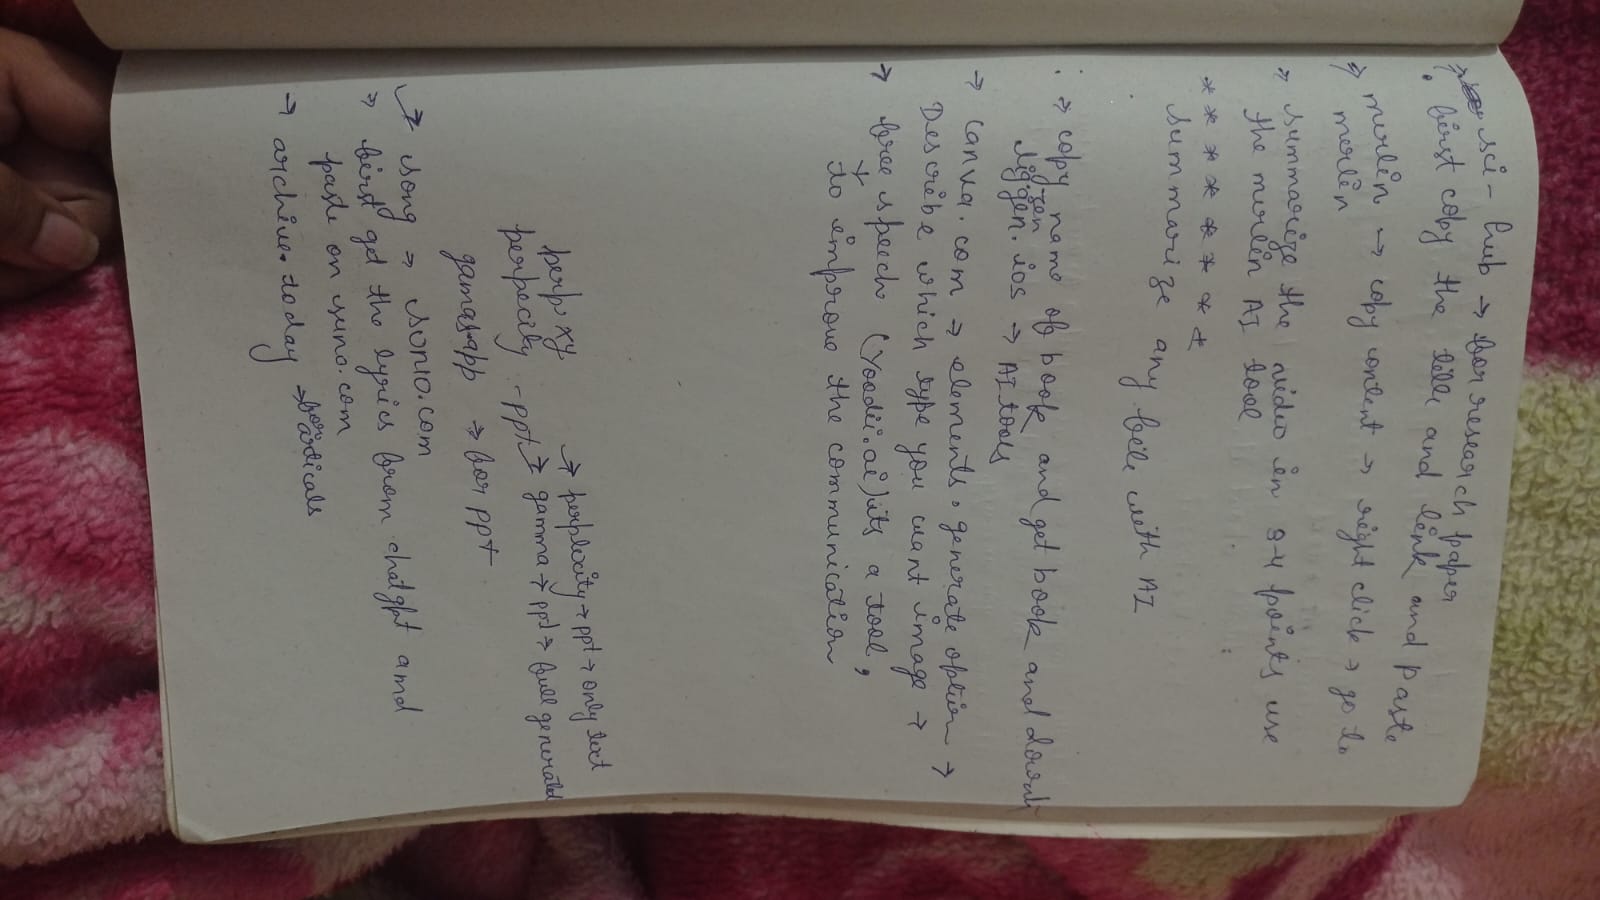 → sci-hub → for research paper
. first copy the title and link and paste
→ merlin → copy content → right click → go to
merlin
→ summarize the video in 3-4 points use
the merlin AI tool
* * * * * * * *
summarize any file with AI
→ copy name of book and get book and downl
zen
.ios → AI tools
→ canva.com → elements. generate option →
Describe which type you want image →
→ free speech (Yoodii.ai) its a tool,
to improve the communication
perp xy → perplexity → ppt → only text
perpecity - ppt → gamma → ppt → full generated
gamas.app → for ppt
→ song → suno.com
→ first get the lyrics from chatgpt and
paste on suno.com
→ archive.today → for articals